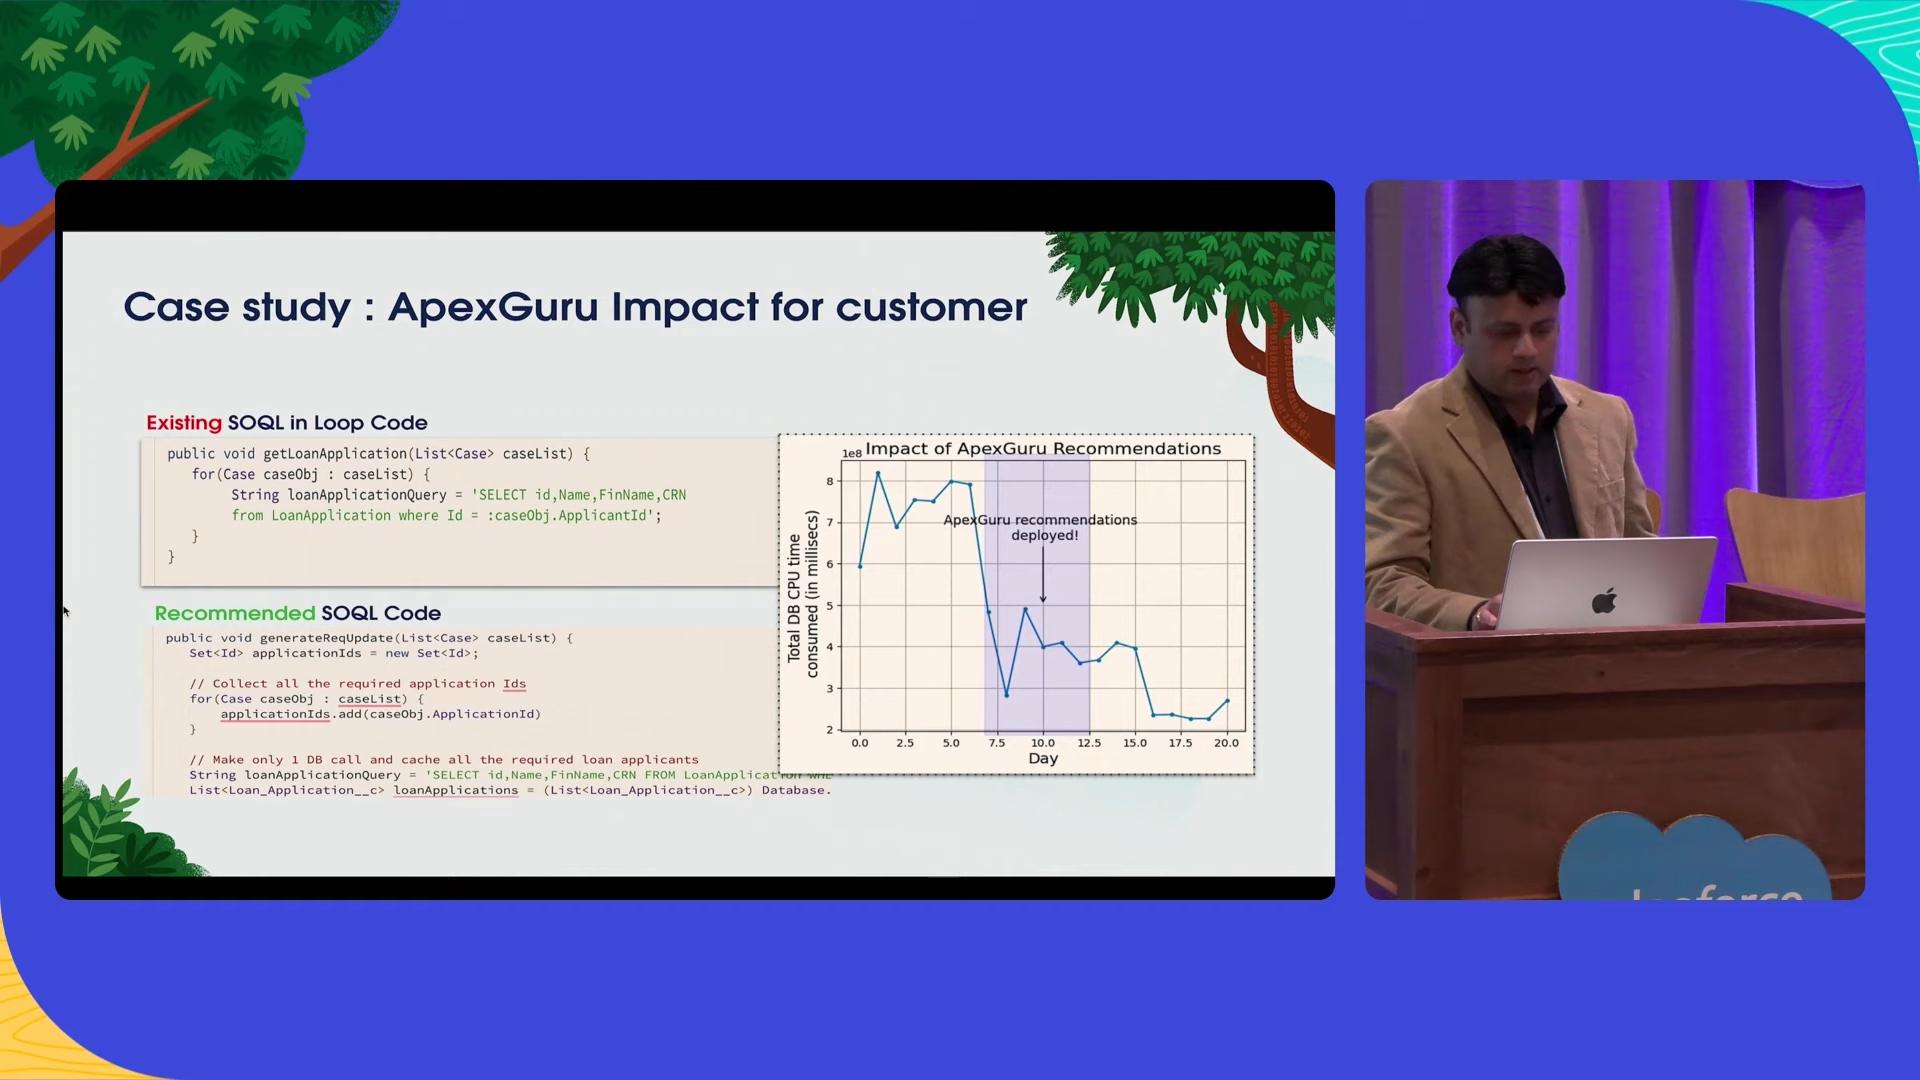 Case study : ApexGuru Impact for customer
Existing SOQL in Loop Code
public void getLoanApplication(List<Case> caseList) {
for(Case caseObj : caseList) {
String loanApplicationQuery = 'SELECT id,Name,FinName,CRN
from LoanApplication where Id = :caseObj.ApplicantId';
}
}
Recommended SOQL Code
public void generateReqUpdate(List<Case> caseList) {
Set<Id> applicationIds = new Set<Id>;
// Collect all the required application Ids
for(Case caseObj : caseList) {
applicationIds.add(caseObj.ApplicationId)
}
// Make only 1 DB call and cache all the required loan applicants
String loanApplicationQuery = 'SELECT id,Name,FinName,CRN FROM LoanApplication
List<Loan_Application__c> loanApplications = (List<Loan_Application__c>) Database.
Impact of ApexGuru Recommendations
1e8
8
7
6
5
4
3
2
Total DB CPU time
consumed (in millisecs)
ApexGuru recommendations
deployed!
0.0 2.5 5.0 7.5 10.0 12.5 15.0 17.5 20.0
Day